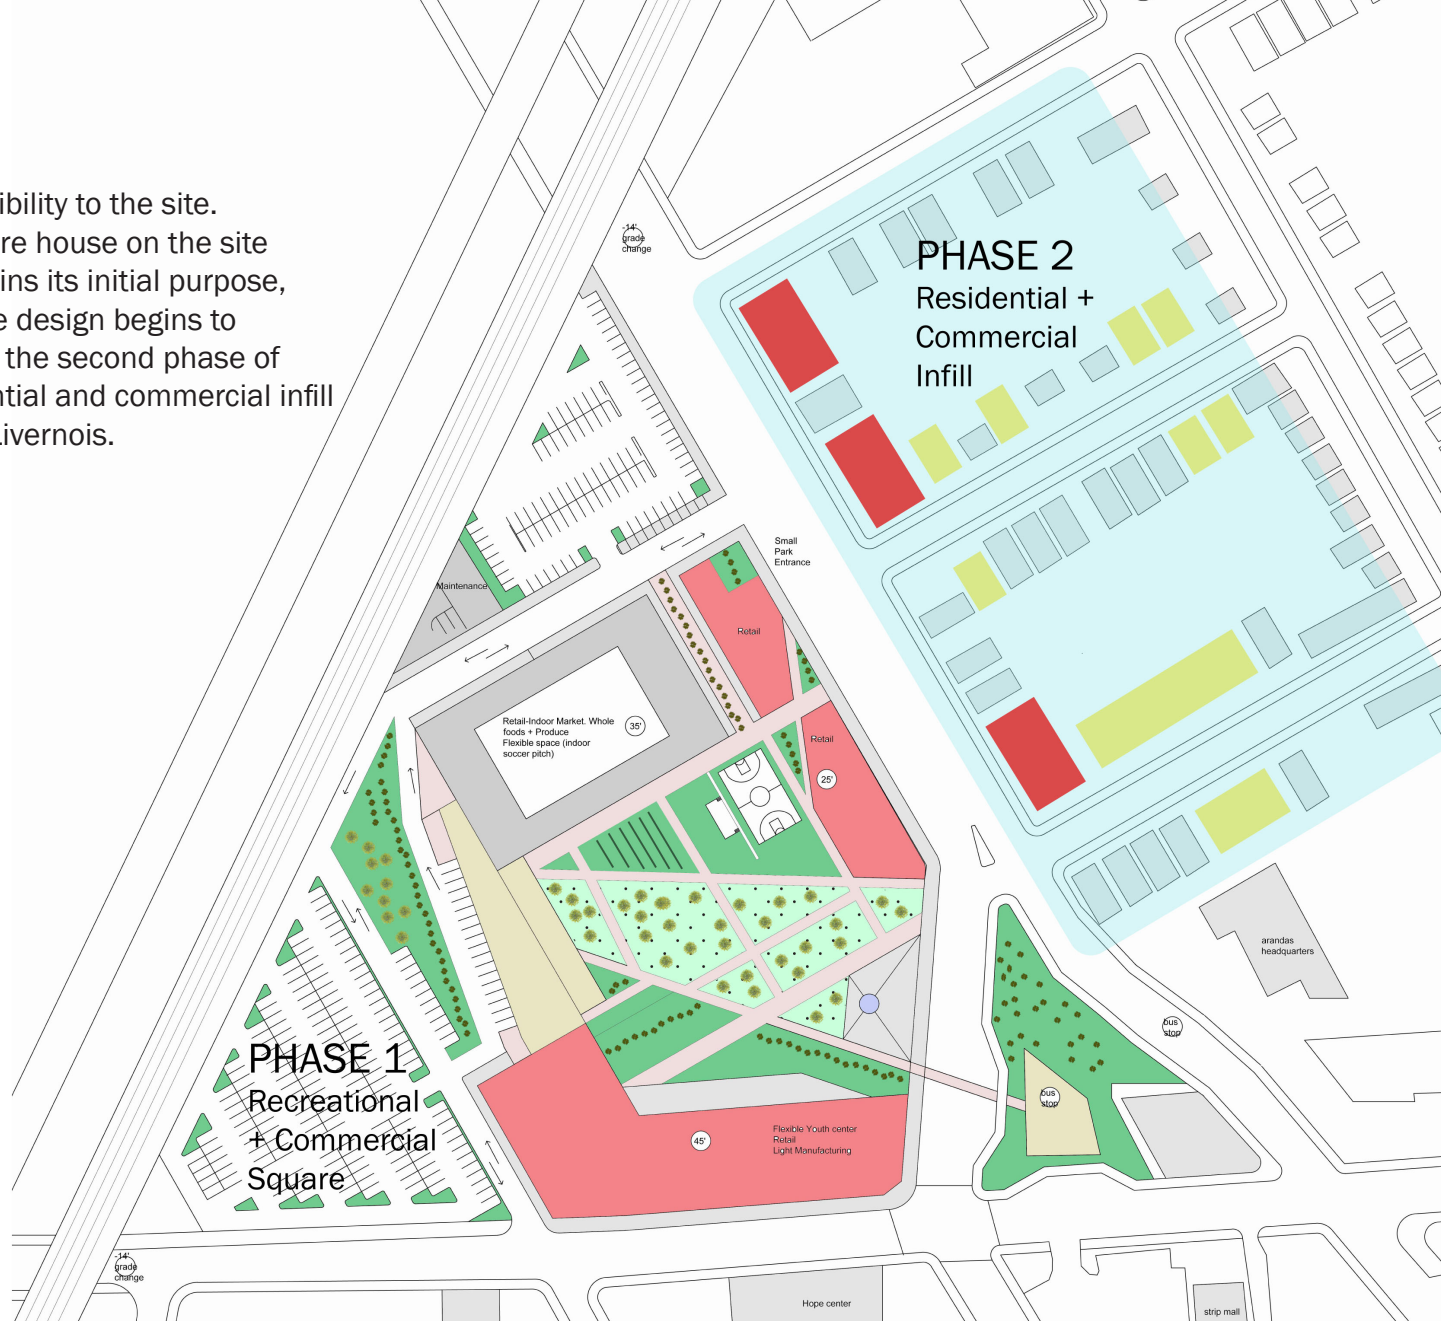 ibility to the site.
re house on the site
ins its initial purpose,
e design begins to
the second phase of
ntial and commercial infill
Livernois.
-14'
grade
change
PHASE 2
Residential +
Commercial
Infill
Small
Park
Entrance
Maintenance
Retail
Retail-Indoor Market. Whole
foods + Produce
Flexible space (indoor
soccer pitch)
35'
Retail
25'
arandas
headquarters
bus
stop
PHASE 1
Recreational
+ Commercial
Square
bus
stop
45'
Flexible Youth center
Retail
Light Manufacturing
-14'
grade
change
Hope center
strip mall